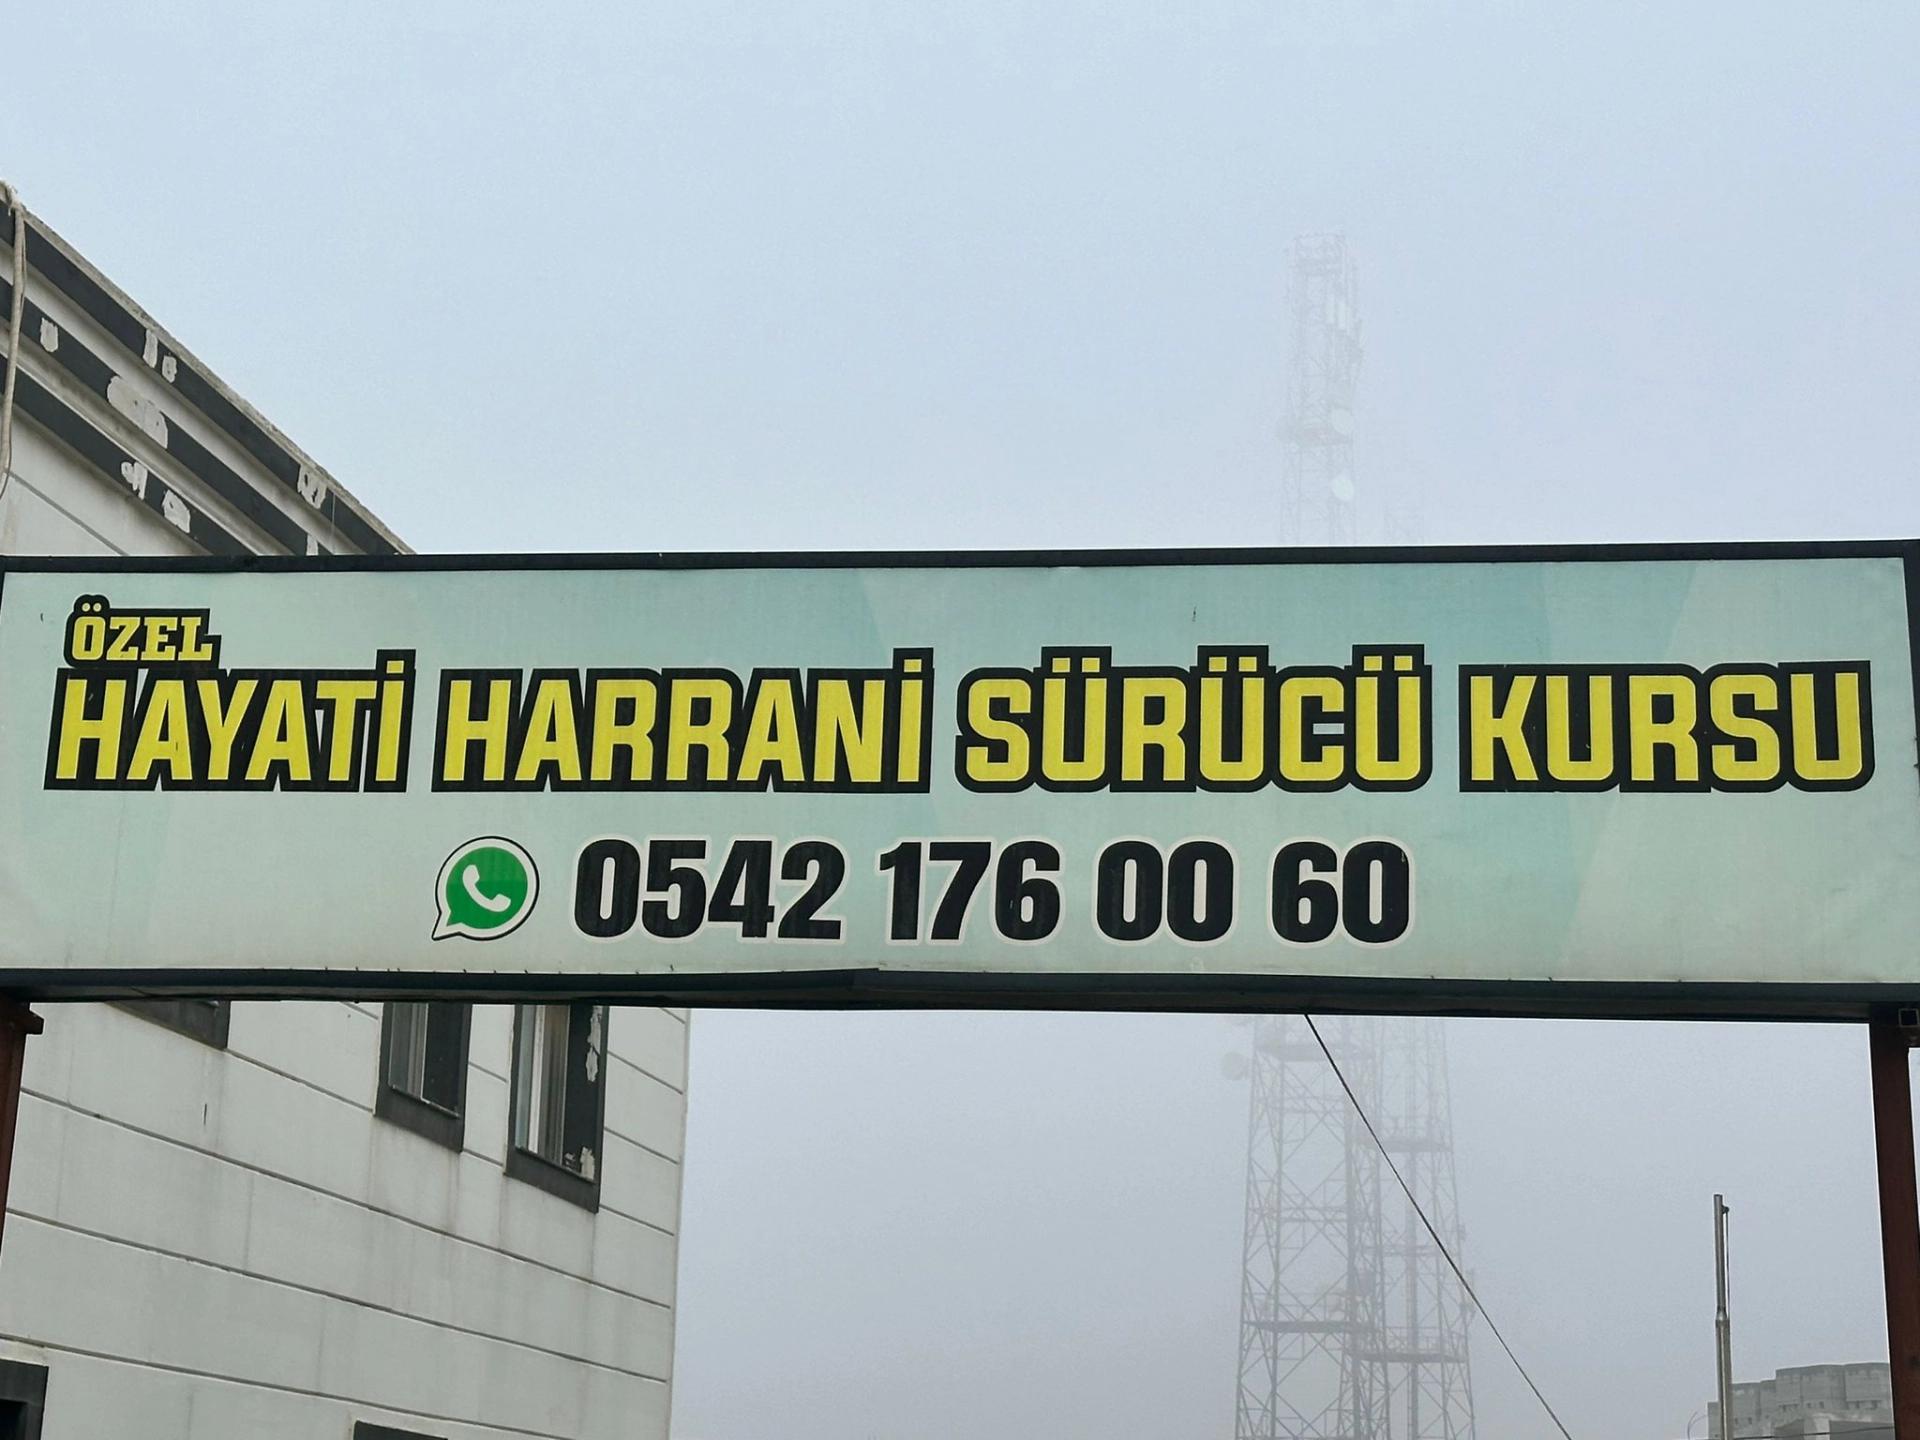 ÖZEL
HAYATİ HARRANİ SÜRÜCÜ KURSU
0542 176 00 60